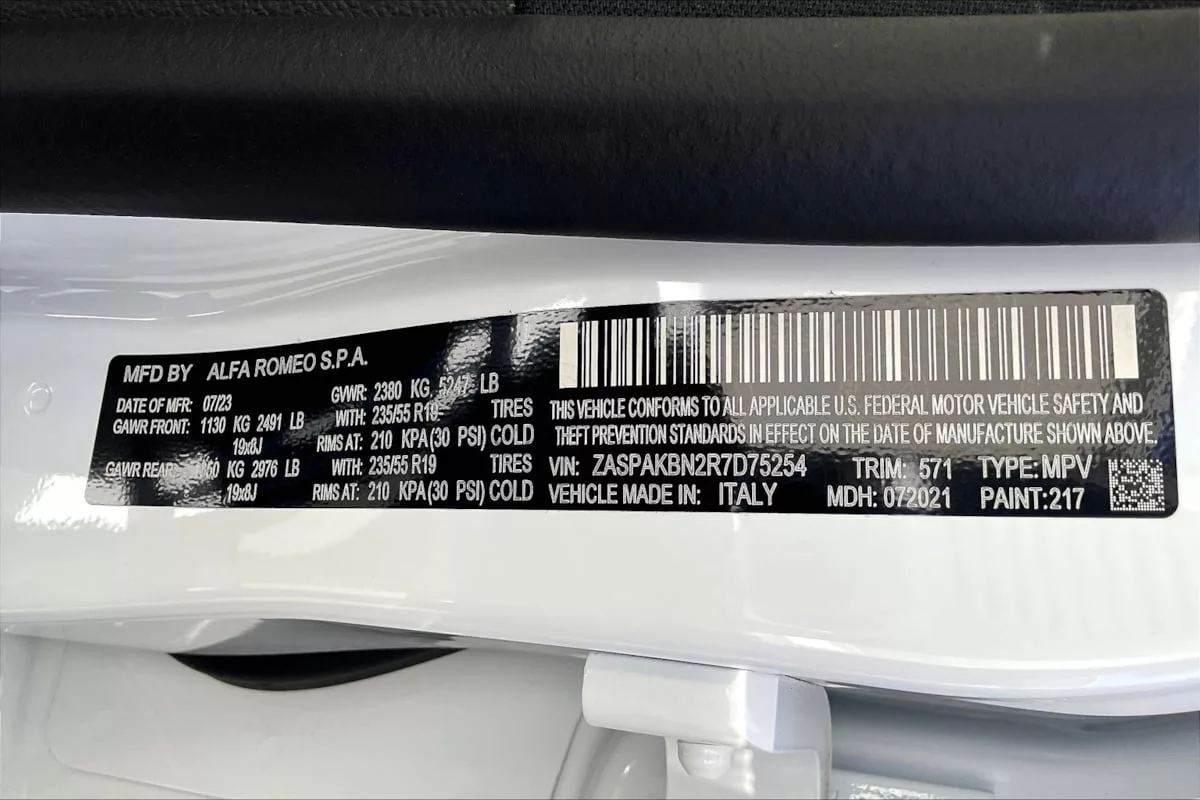 MFD BY ALFA ROMEO S.P.A.
DATE OF MFR: 07/23 GVWR: 2380 KG, 5247 LB
GAWR FRONT: 1130 KG 2491 LB WITH: 235/55 R19 TIRES
19x8J RIMS AT: 210 KPA(30 PSI) COLD
GAWR REAR: KG 2976 LB WITH: 235/55 R19 TIRES
19x8J RIMS AT: 210 KPA(30 PSI) COLD
THIS VEHICLE CONFORMS TO ALL APPLICABLE U.S. FEDERAL MOTOR VEHICLE SAFETY AND
THEFT PREVENTION STANDARDS IN EFFECT ON THE DATE OF MANUFACTURE SHOWN ABOVE.
VIN: ZASPAKBN2R7D75254 TRIM: 571 TYPE: MPV
VEHICLE MADE IN: ITALY MDH: 072021 PAINT:217